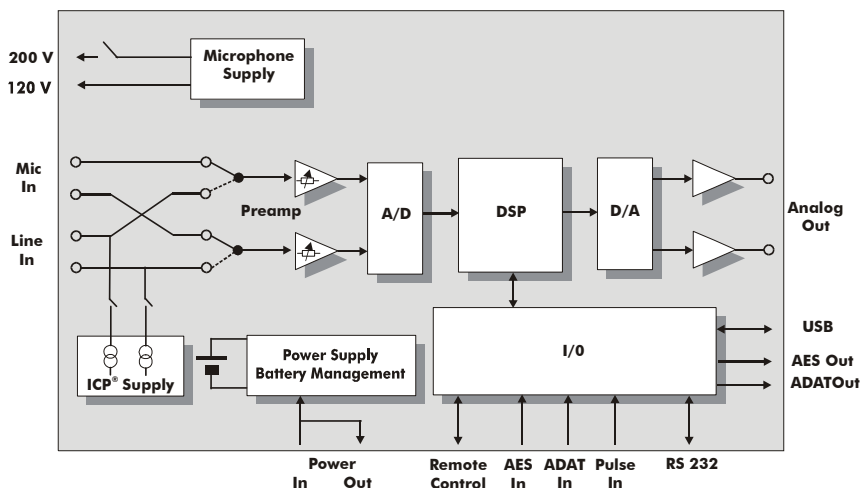 200 V
120 V
Microphone
Supply
Mic
In
Line
In
Preamp
A/D
DSP
D/A
Analog
Out
ICP® Supply
Power Supply
Battery Management
I/0
USB
AES Out
ADATOut
Power
In Out
Remote
Control
AES
In
ADAT
In
Pulse
In
RS 232